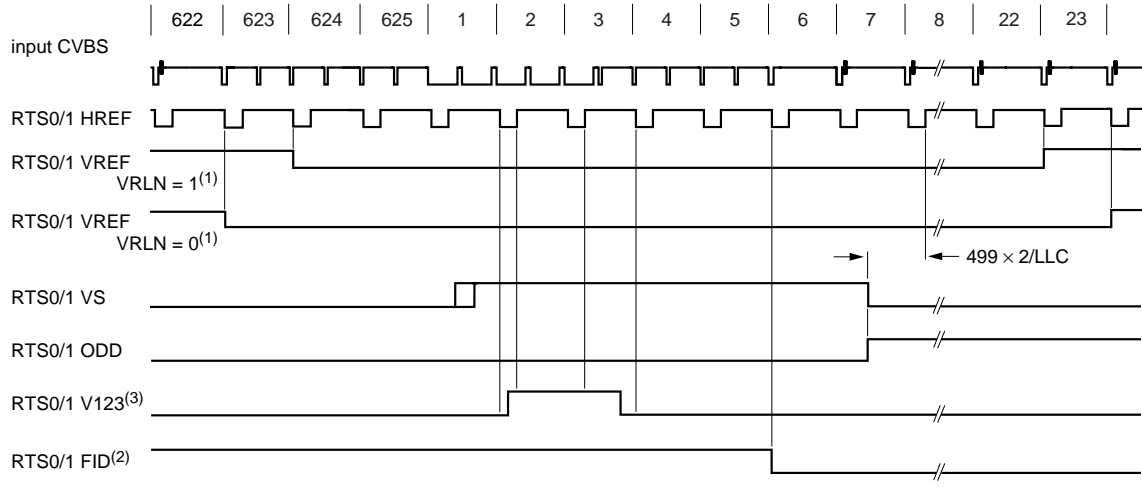 622 623 624 625 1 2 3 4 5 6 7 8 22 23
input CVBS
RTS0/1 HREF
RTS0/1 VREF
VRLN = 1(1)
RTS0/1 VREF
VRLN = 0(1)
499 × 2/LLC
RTS0/1 VS
RTS0/1 ODD
RTS0/1 V123(3)
RTS0/1 FID(2)